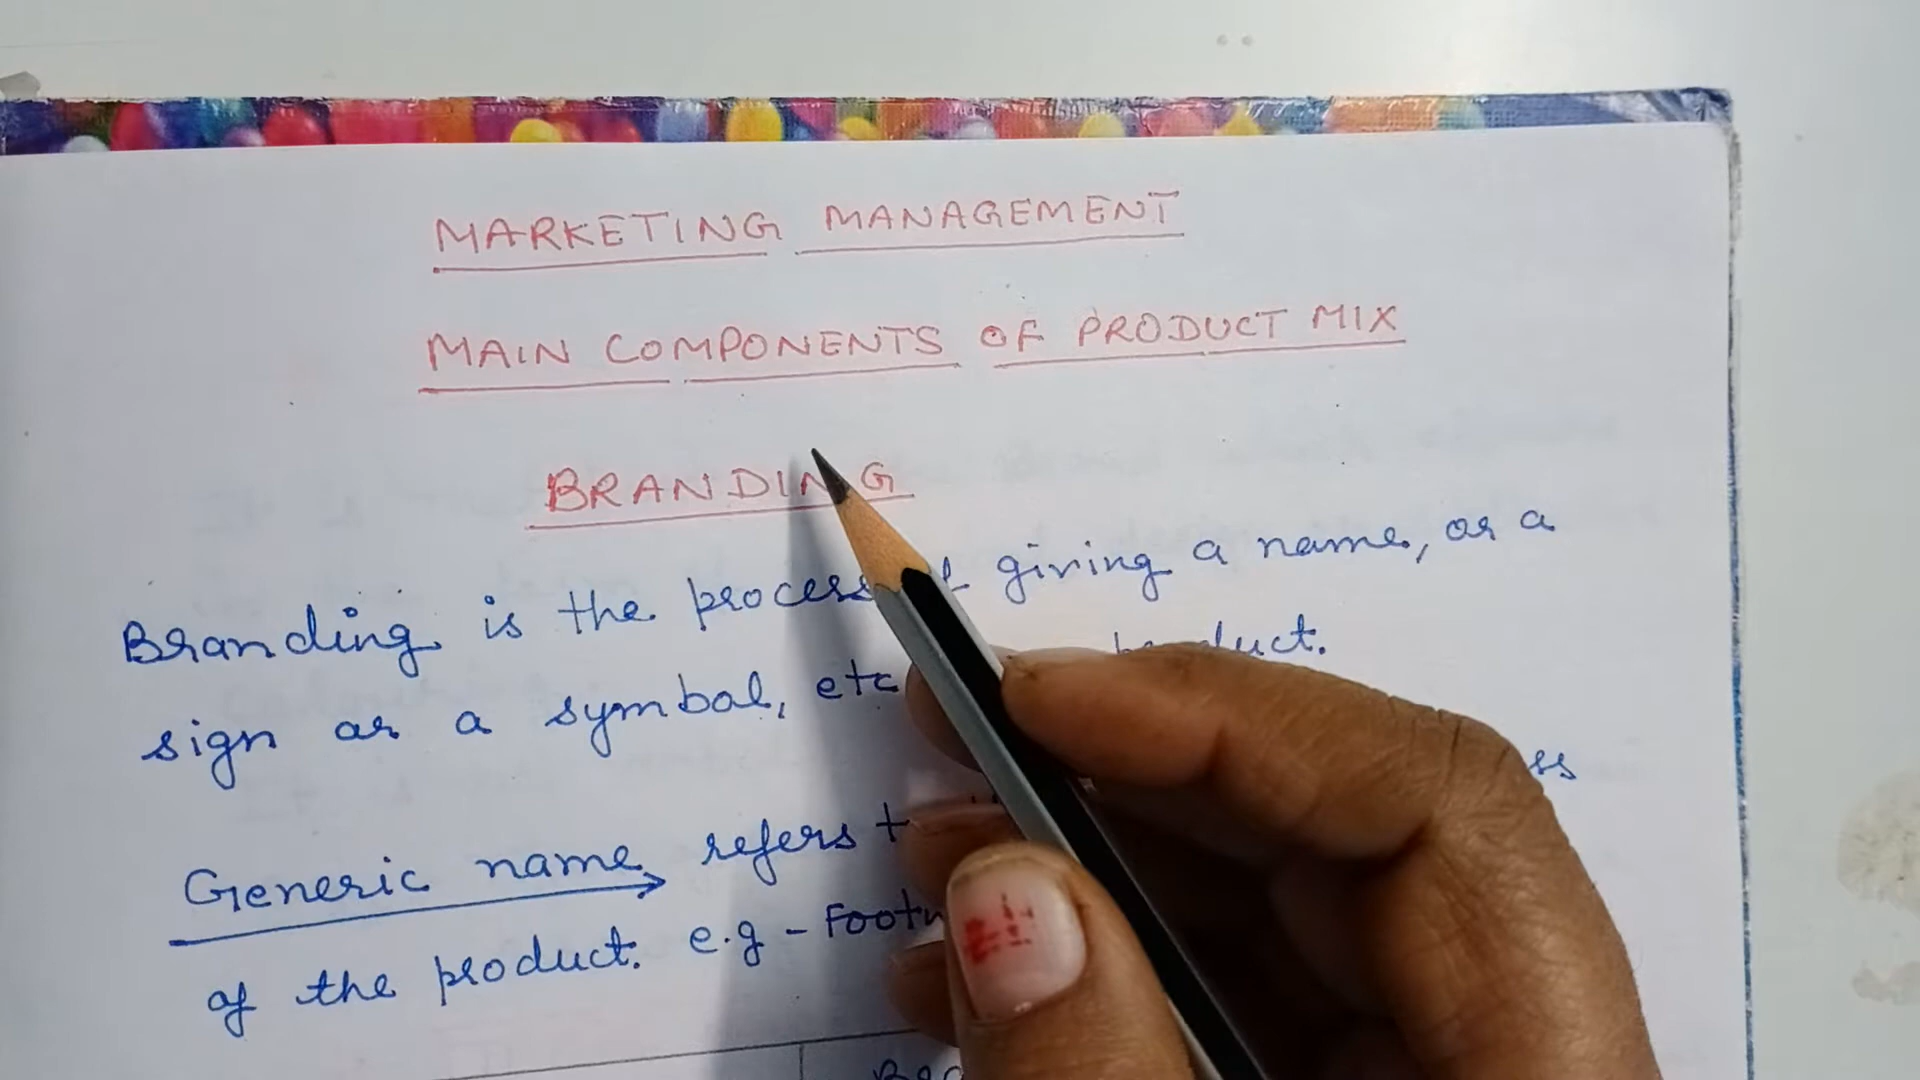 MARKETING MANAGEMENT
MAIN COMPONENTS OF PRODUCT MIX
BRANDING
Branding is the process giving a name, or a
sign or a symbol, etc
Generic name refers
of the product. e.g -